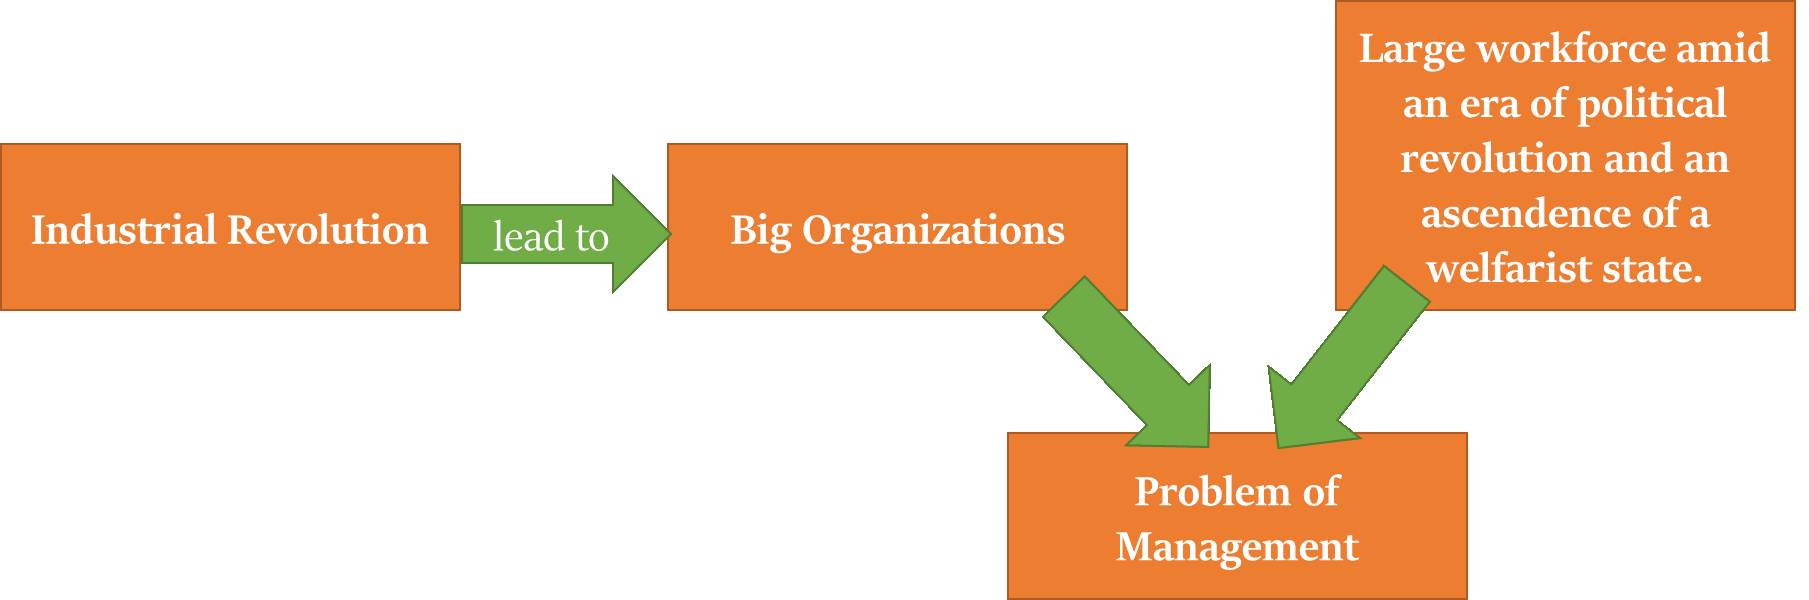 Industrial Revolution
lead to
Big Organizations
Large workforce amid
an era of political
revolution and an
ascendence of a
welfarist state.
Problem of
Management